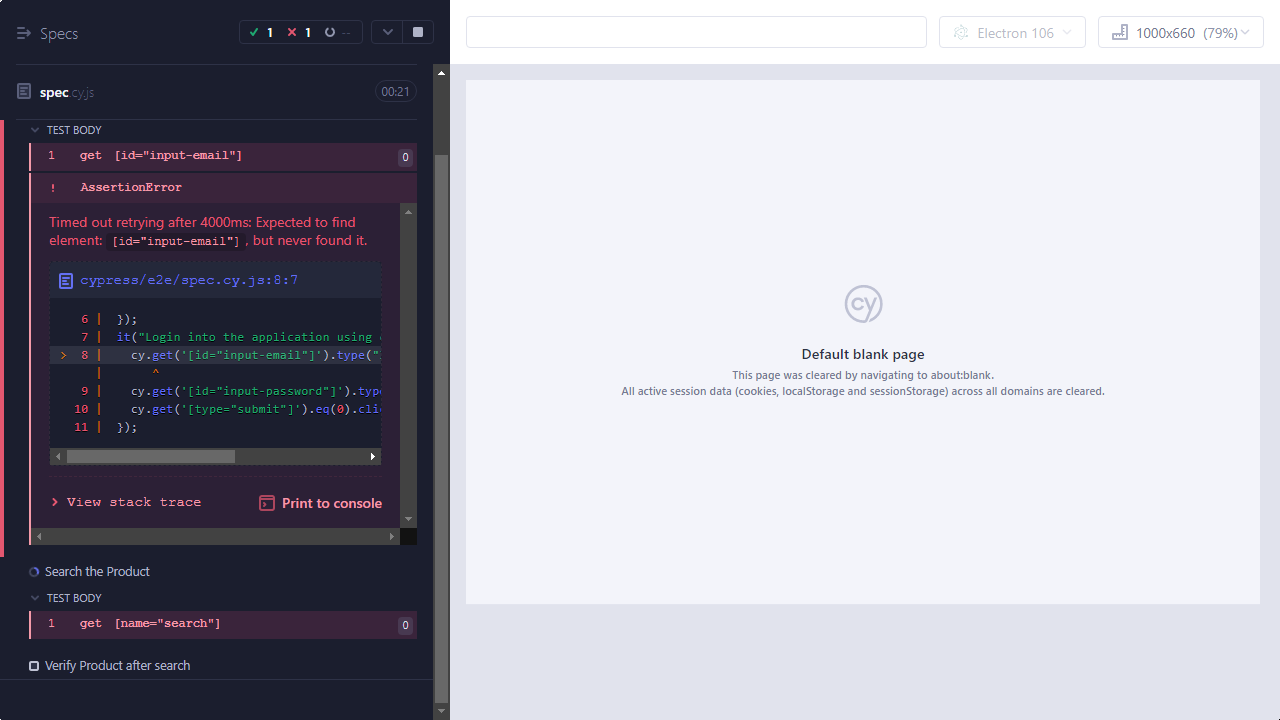 Specs
1
1
--
Electron 106
1000x660 (79%)
spec.cy.js
00:21
TEST BODY
1 get [id="input-email"] 0
! AssertionError
Timed out retrying after 4000ms: Expected to find
element: [id="input-email"], but never found it.
cypress/e2e/spec.cy.js:8:7
6 | });
7 | it("Login into the application using
> 8 | cy.get('[id="input-email"]').type("
| ^
9 | cy.get('[id="input-password"]').type
10 | cy.get('[type="submit"]').eq(0).clic
11 | });
> View stack trace
Print to console
Search the Product
TEST BODY
1 get [name="search"] 0
Verify Product after search
cy
Default blank page
This page was cleared by navigating to about:blank.
All active session data (cookies, localStorage and sessionStorage) across all domains are cleared.